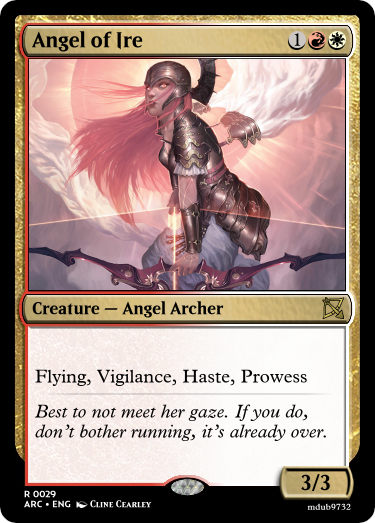 Angel of Ire 1
Creature — Angel Archer
Flying, Vigilance, Haste, Prowess
Best to not meet her gaze. If you do,
don't bother running, it's already over.
3/3
R 0029
ARC • ENG Cline Cearley
mdub9732